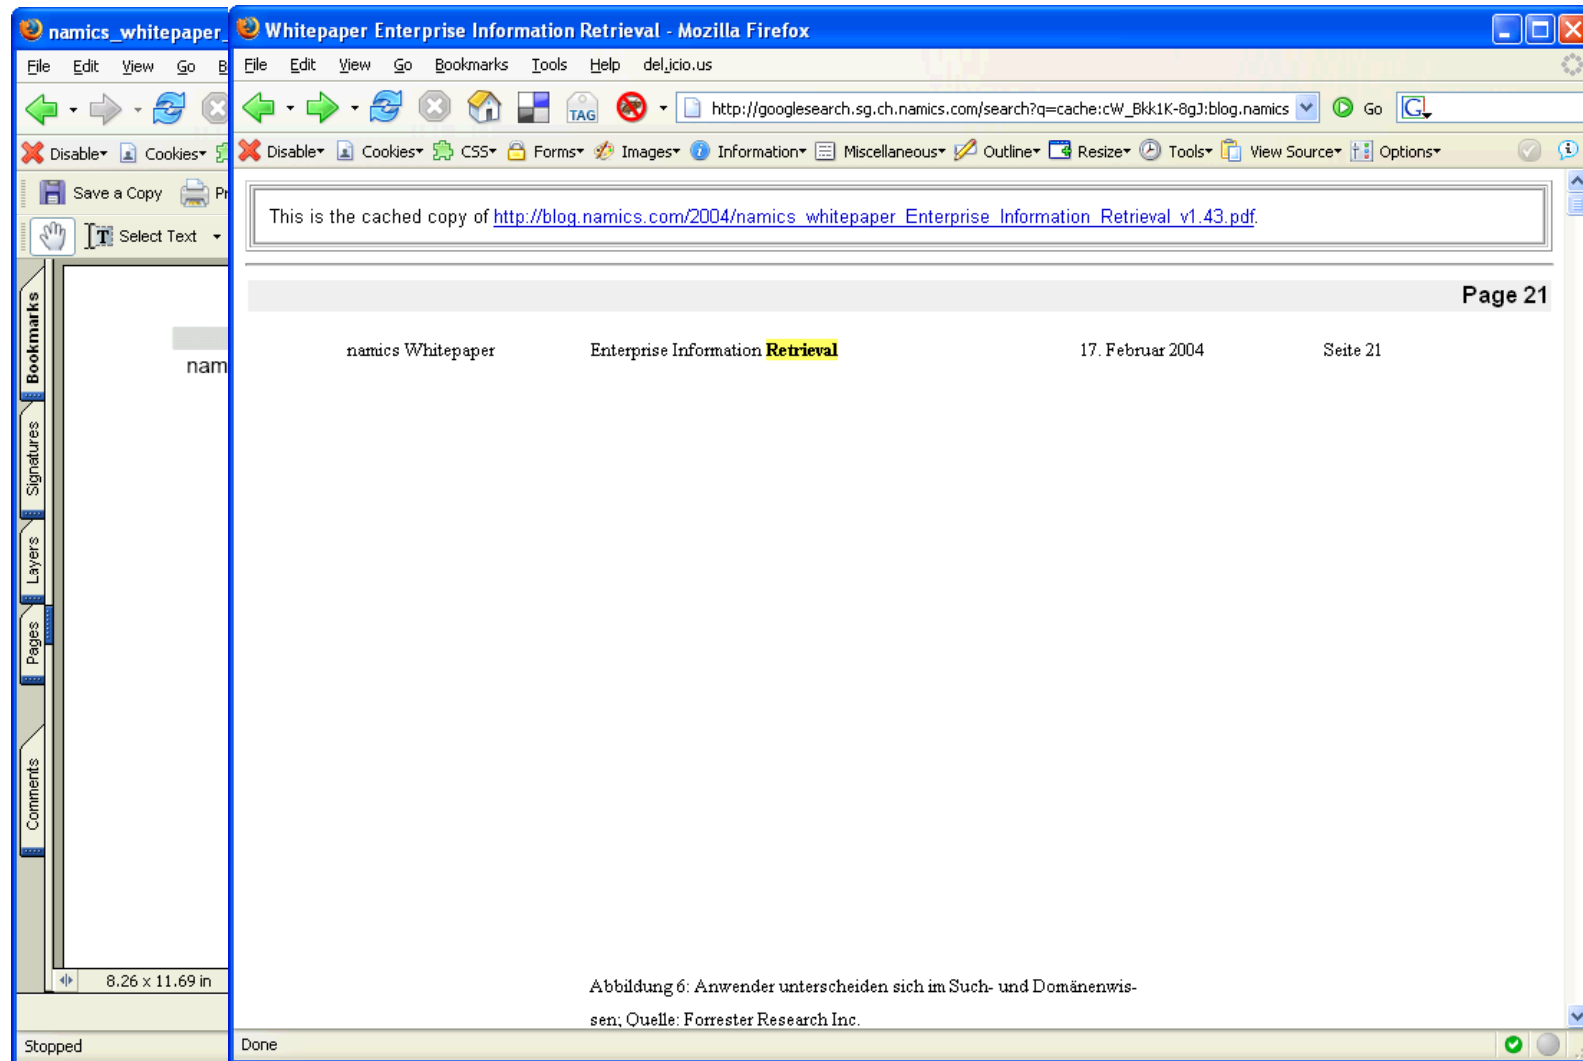 namics_whitepaper_
File Edit View Go B
Disable Cookies
Save a Copy Pr
Select Text
Bookmarks
nam
Signatures
Layers
Pages
Comments
8.26 x 11.69 in
Stopped
Whitepaper Enterprise Information Retrieval - Mozilla Firefox
File Edit View Go Bookmarks Tools Help del.icio.us
TAG http://googlesearch.sg.ch.namics.com/search?q=cache:cW_Bkk1K-8gJ:blog.namics Go G
Disable Cookies CSS Forms Images Information Miscellaneous Outline Resize Tools View Source Options
This is the cached copy of http://blog.namics.com/2004/namics_whitepaper_Enterprise_Information_Retrieval_v1.43.pdf.
Page 21
namics Whitepaper Enterprise Information Retrieval 17. Februar 2004 Seite 21
Abbildung 6: Anwender unterscheiden sich im Such- und Domänenwis-
sen; Quelle: Forrester Research Inc.
Done